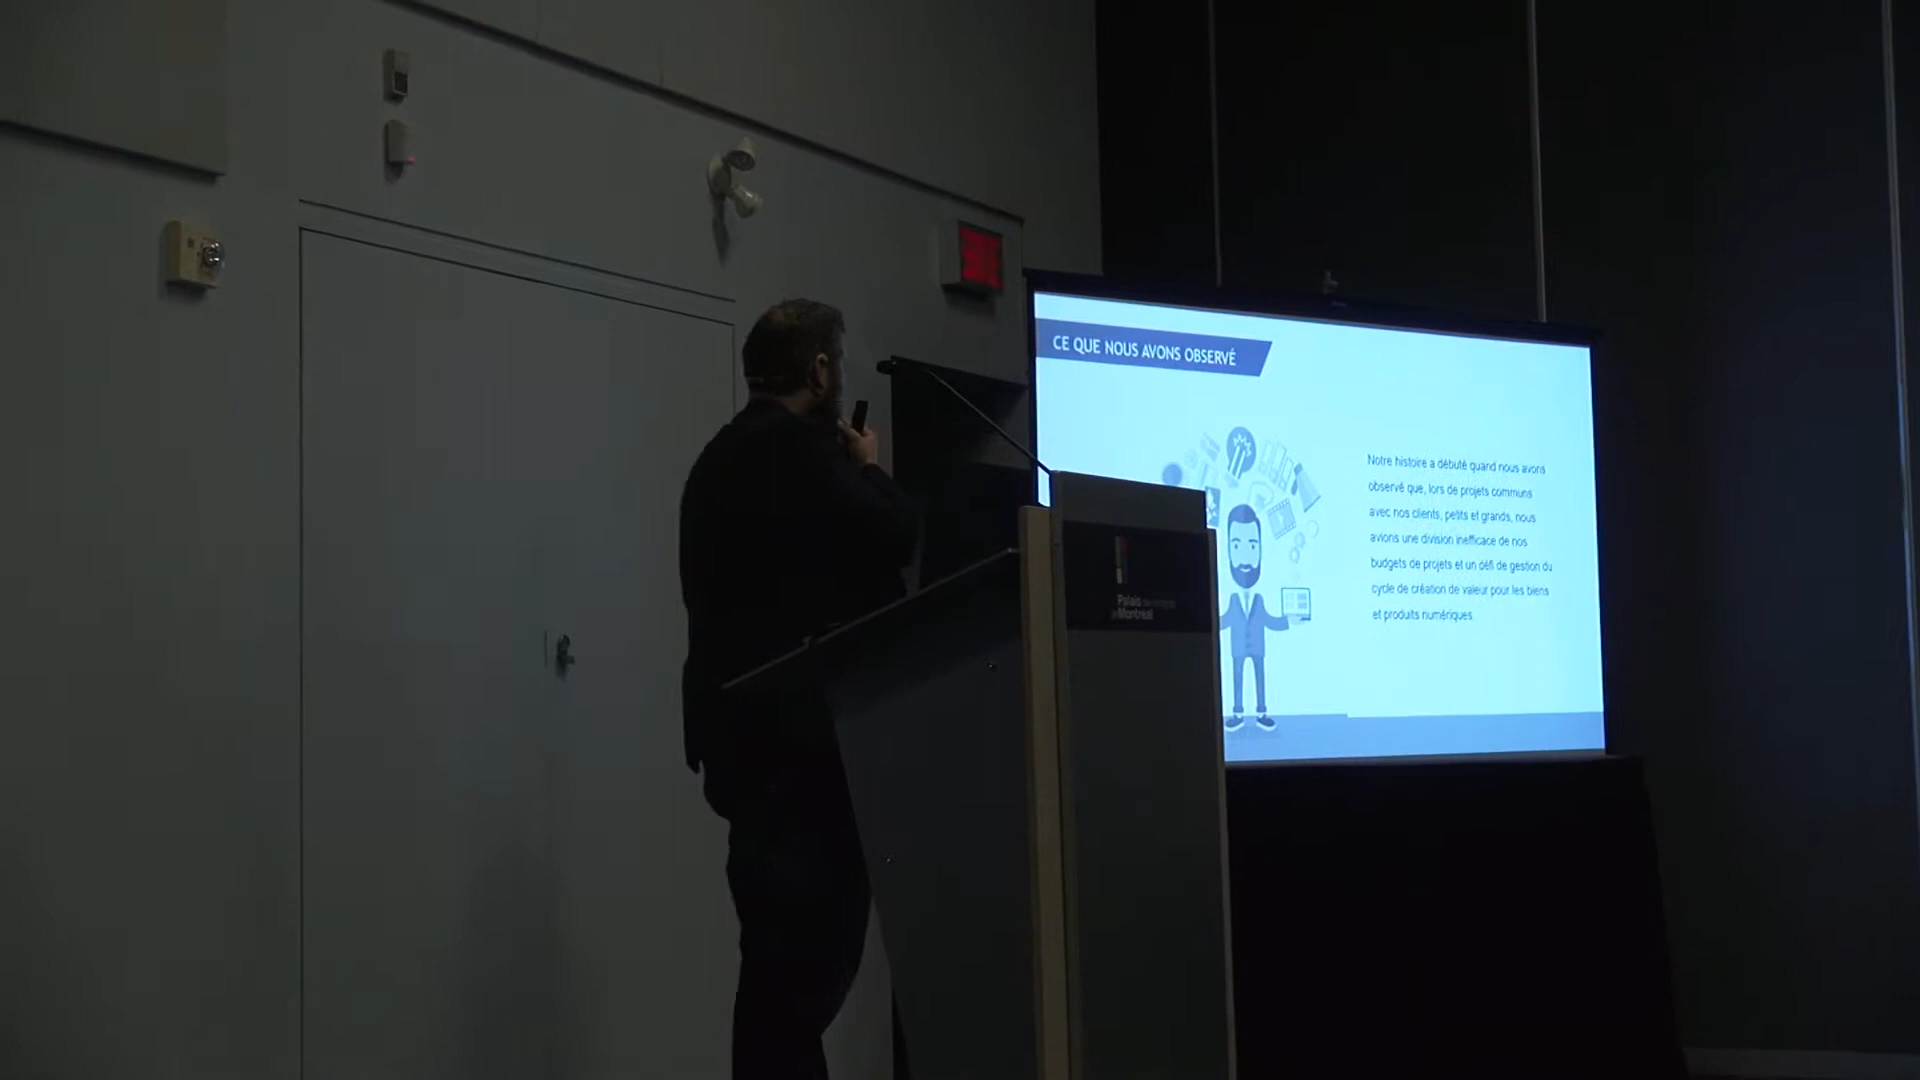 CE QUE NOUS AVONS OBSERVÉ
Notre histoire a débuté quand nous avons
observé que, lors de projets communs
avec nos clients, petits et grands, nous
avions une division inefficace de nos
budgets de projets et un défi de gestion du
cycle de création de valeur pour les biens
et produits numériques.
Palais
Montréal